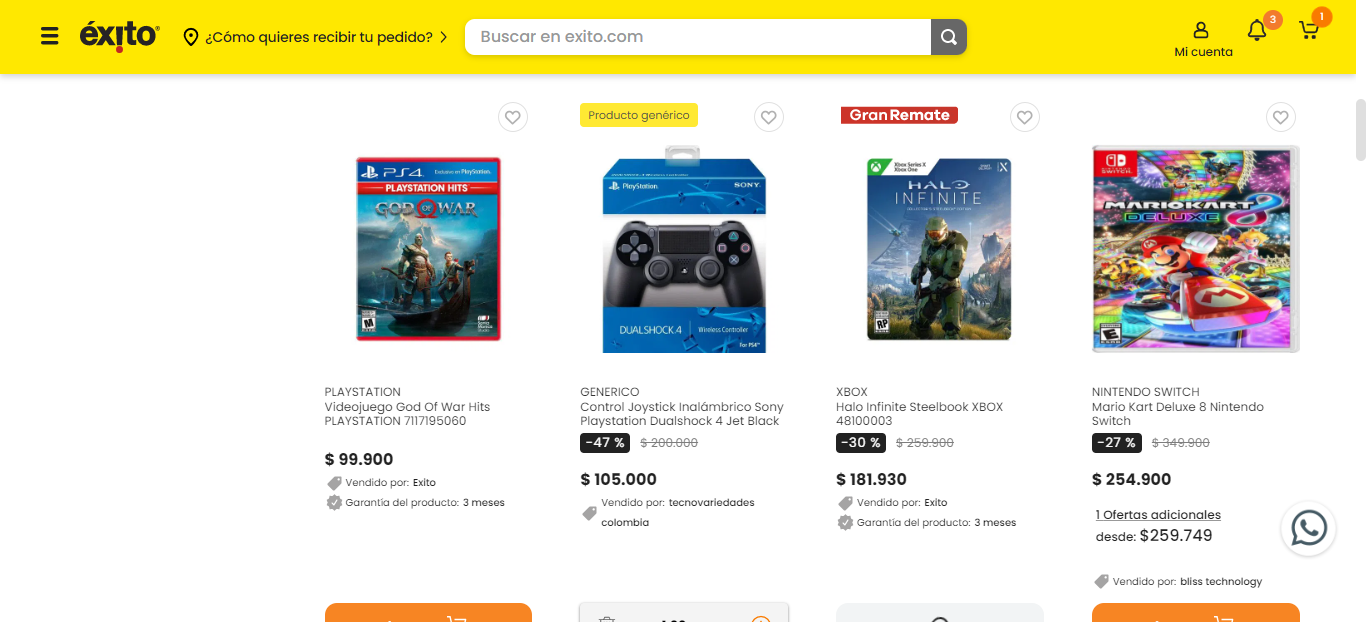 éxito
¿Cómo quieres recibir tu pedido?
Buscar en exito.com
Mi cuenta
3
1
Producto genérico
GranRemate
PS4
Exclusivo en PlayStation.
PLAYSTATION HITS
GOD OF WAR
PlayStation.
SONY.
DUALSHOCK 4
Wireless Controller
For PS4
Xbox Series X
Xbox One
HALO
INFINITE
RP
NINTENDO
SWITCH
MARIOKART 8
DELUXE
PLAYSTATION
Videojuego God Of War Hits
PLAYSTATION 7117195060
$ 99.900
Vendido por: Exito
Garantía del producto: 3 meses
GENERICO
Control Joystick Inalámbrico Sony
Playstation Dualshock 4 Jet Black
-47 % $ 200.000
$ 105.000
Vendido por: tecnovariedades
colombia
XBOX
Halo Infinite Steelbook XBOX
48100003
-30 % $ 259.900
$ 181.930
Vendido por: Exito
Garantía del producto: 3 meses
NINTENDO SWITCH
Mario Kart Deluxe 8 Nintendo
Switch
-27 % $ 349.900
$ 254.900
1 Ofertas adicionales
desde: $259.749
Vendido por: bliss technology